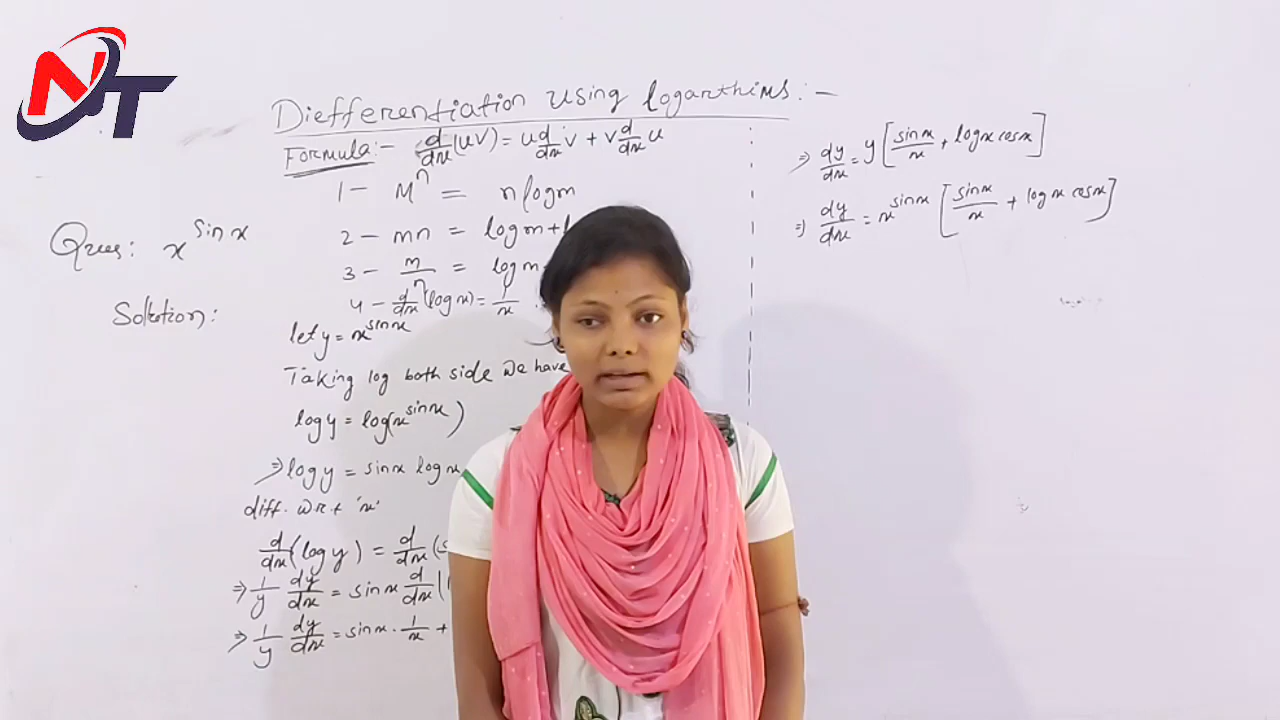 NT
Diefferentiation using logarthims:-
Formula:- d/dx(uv) = u d/dx v + v d/dx u
1- m^n = n log m
Ques: x^sin x
2- mn = log m +
3- m/n = log m
4- d/dx (log x) = 1/x
Solution:
let y = x^sin x
Taking log both side we have
log y = log(x^sin x)
⇒ log y = sin x log x
diff. w.r.t 'x'
d/dx (log y) = d/dx (
⇒ 1/y dy/dx = sin x d/dx (
⇒ 1/y dy/dx = sin x . 1/x +
⇒ dy/dx = y [sin x/x + log x cos x]
⇒ dy/dx = x^sin x [sin x/x + log x cos x]